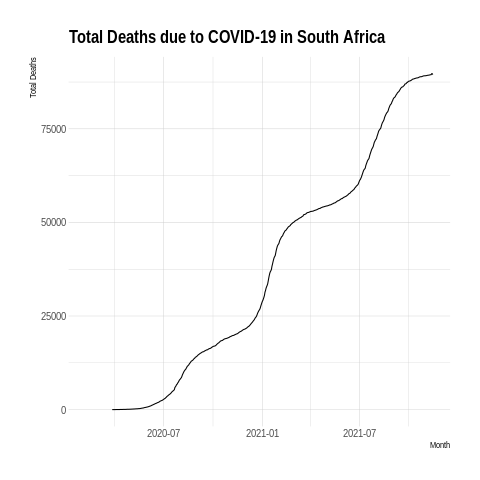 Total Deaths due to COVID-19 in South Africa
Total Deaths
75000
50000
25000
0
2020-07
2021-01
2021-07
Month